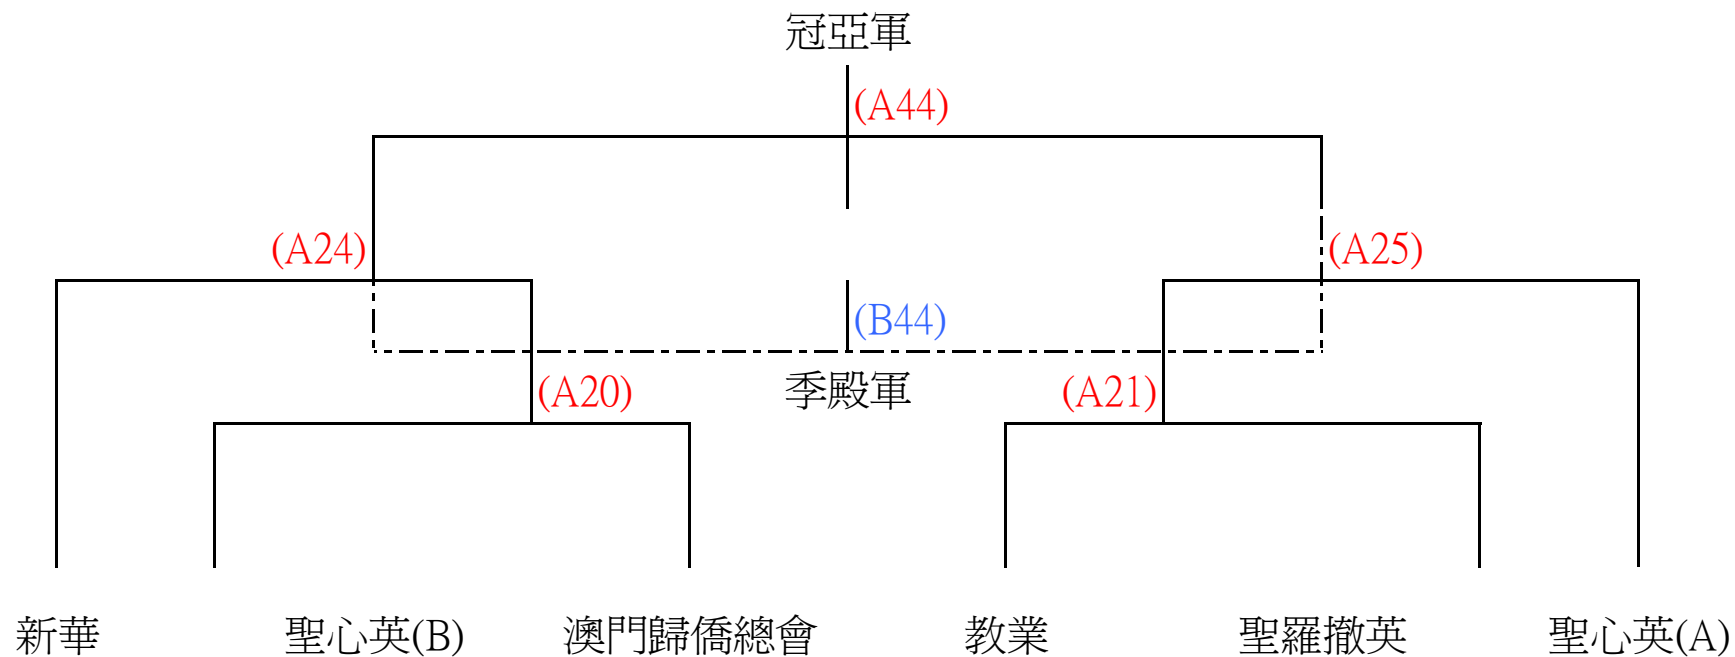 冠亞軍
(A44)
(A24)
(A25)
(B44)
季殿軍
(A20)
(A21)
新華 聖心英(B) 澳門歸僑總會 教業 聖羅撒英 聖心英(A)